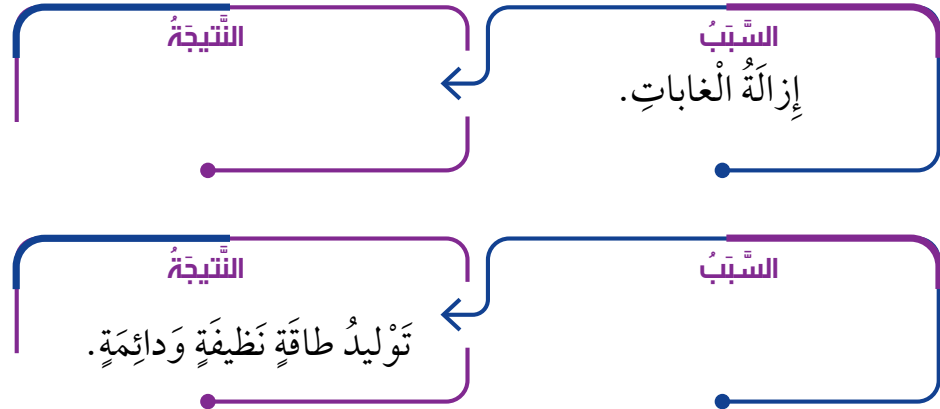 السَّبَبُ
إِزالَةُ الْغاباتِ.
النَّتيجَةُ
السَّبَبُ
النَّتيجَةُ
تَوْليدُ طاقَةٍ نَظيفَةٍ وَدائِمَةٍ.